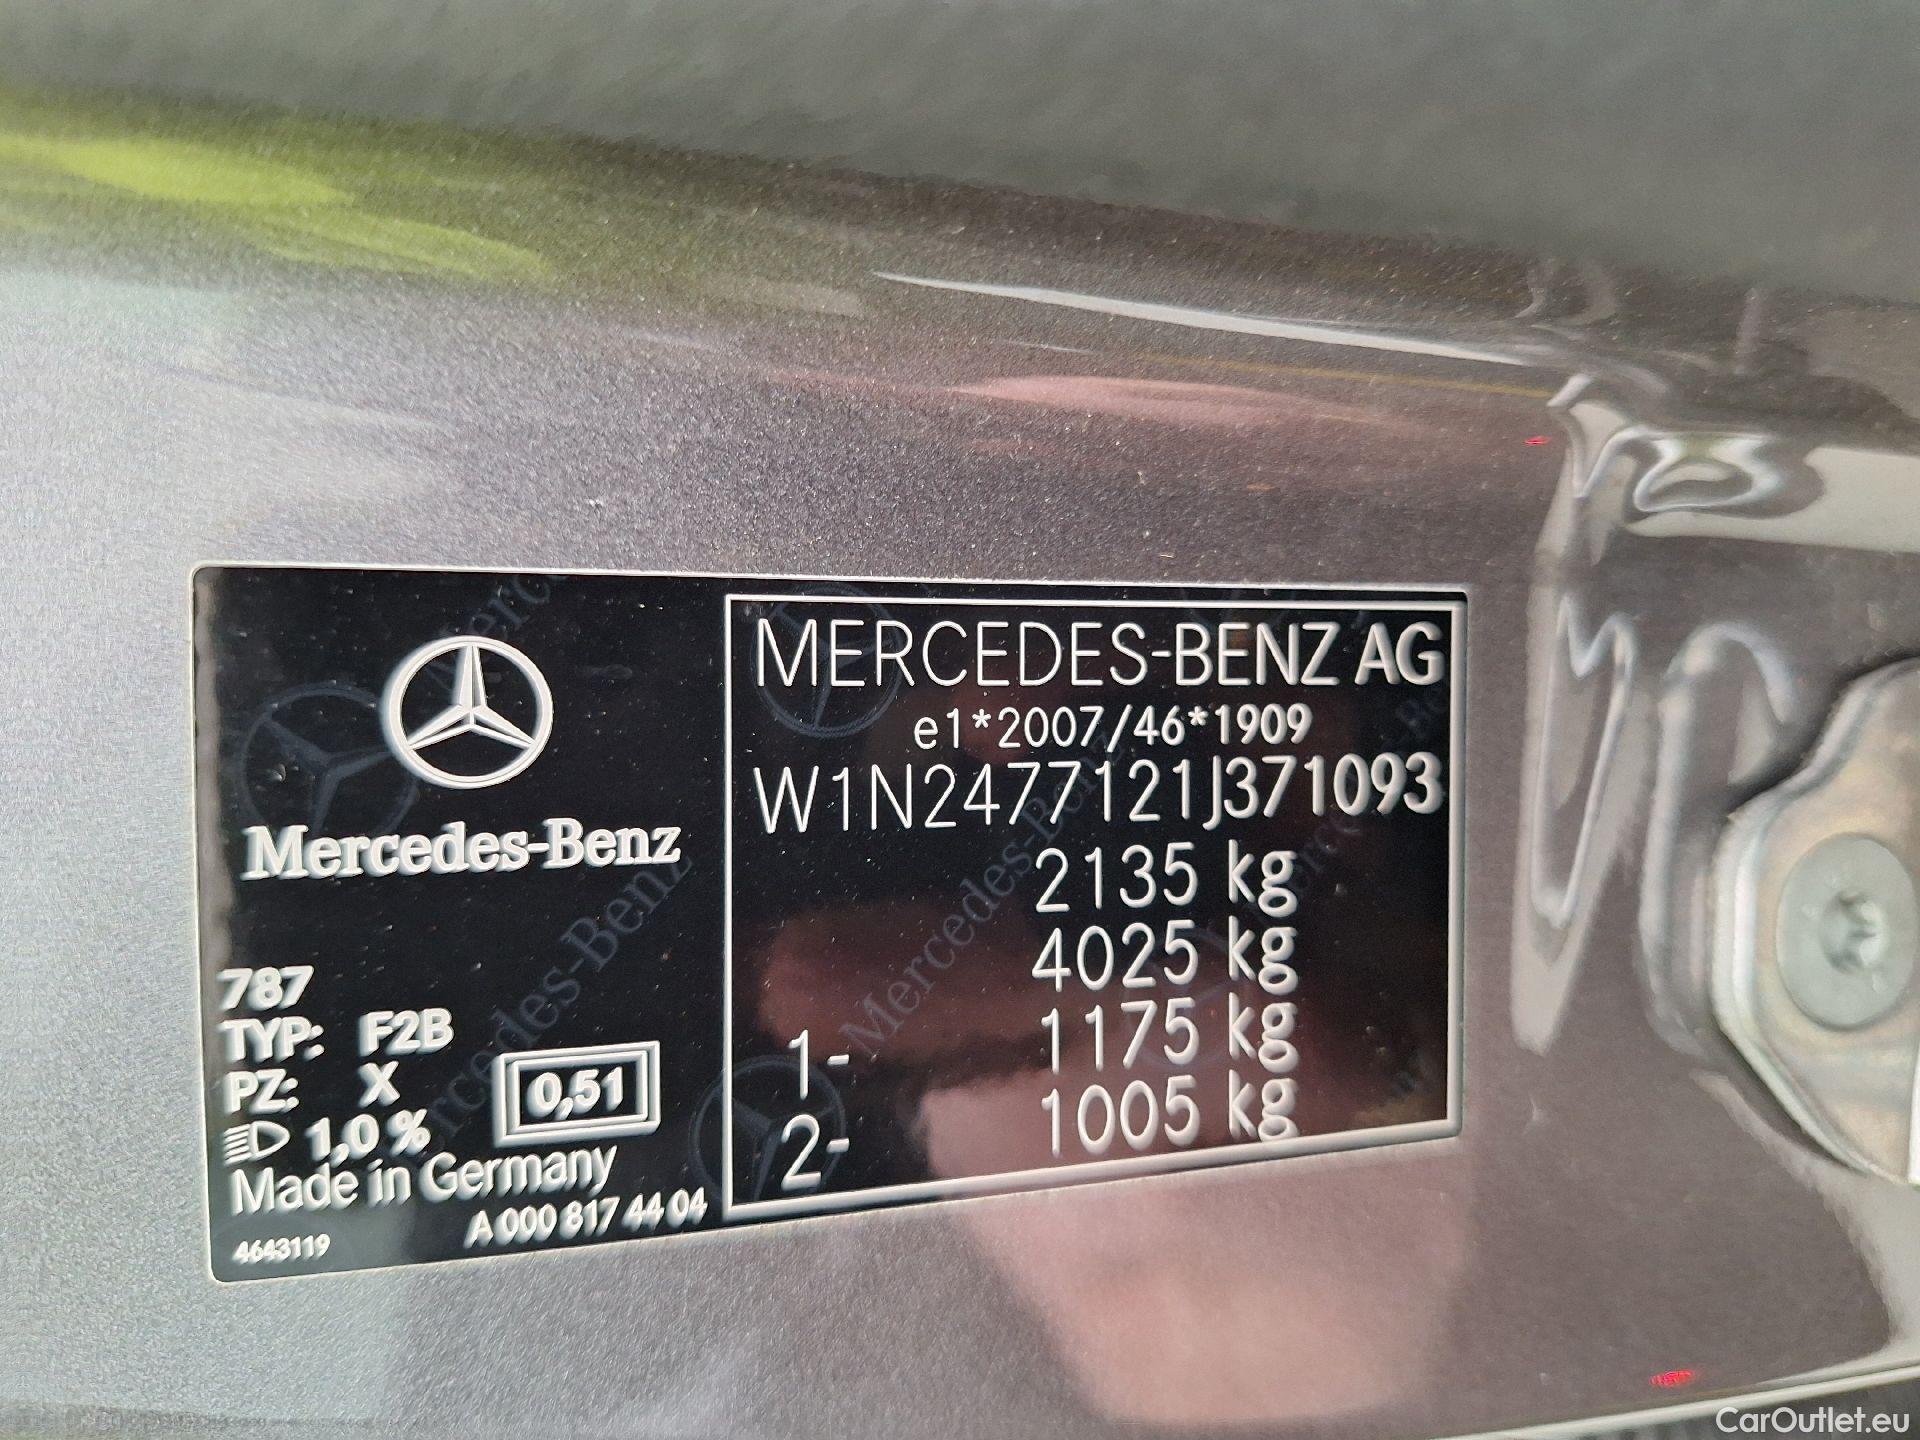 Mercedes-Benz
787
TYP: F2B
PZ: X
1,0 %
0,51
Made in Germany
A 000 817 44 04
4643119
MERCEDES-BENZ AG
e1*2007/46*1909
W1N2477121J371093
2135 kg
4025 kg
1- 1175 kg
2- 1005 kg
CarOutlet.eu